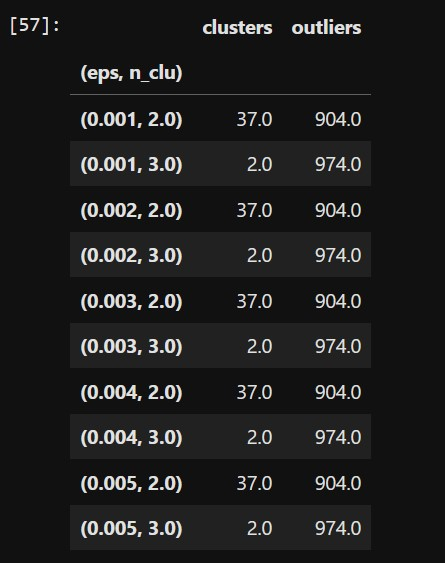 [57]: clusters outliers
(eps, n_clu)
(0.001, 2.0) 37.0 904.0
(0.001, 3.0) 2.0 974.0
(0.002, 2.0) 37.0 904.0
(0.002, 3.0) 2.0 974.0
(0.003, 2.0) 37.0 904.0
(0.003, 3.0) 2.0 974.0
(0.004, 2.0) 37.0 904.0
(0.004, 3.0) 2.0 974.0
(0.005, 2.0) 37.0 904.0
(0.005, 3.0) 2.0 974.0